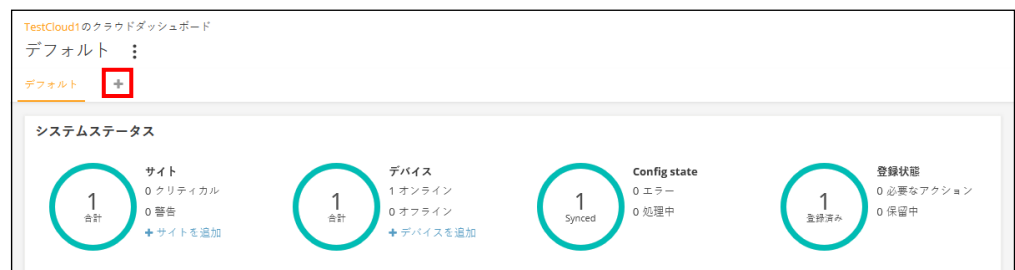 TestCloud1のクラウドダッシュボード
デフォルト
デフォルト +
システムステータス
1
合計
サイト
0 クリティカル
0 警告
+ サイトを追加
1
合計
デバイス
1 オンライン
0 オフライン
+ デバイスを追加
1
Synced
Config state
0 エラー
0 処理中
1
登録済み
登録状態
0 必要なアクション
0 保留中